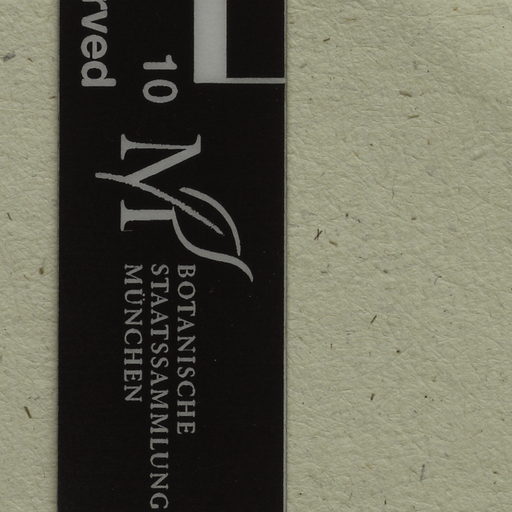 rved
10
M
BOTANISCHE
STAATSSAMMLUNG
MÜNCHEN